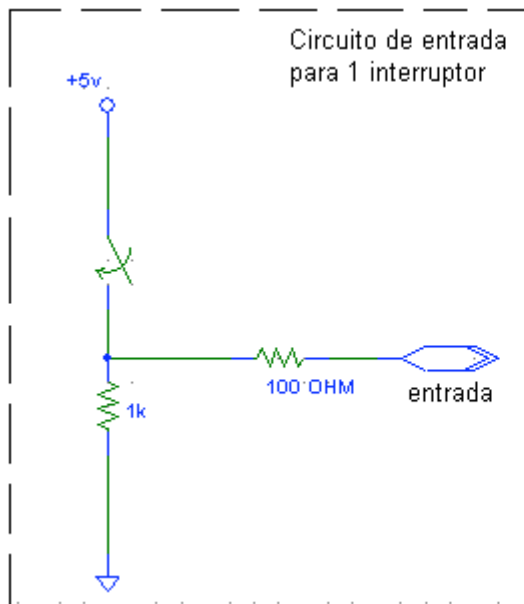 Circuito de entrada
para 1 interruptor
+5v
100 OHM
1k
entrada